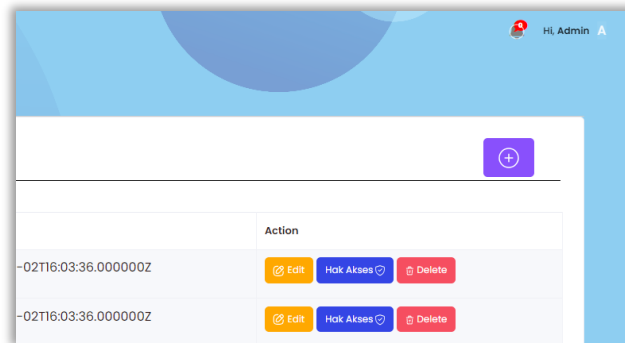 Hi, Admin A
Action
-02T16:03:36.000000Z Edit Hak Akses Delete
-02T16:03:36.000000Z Edit Hak Akses Delete